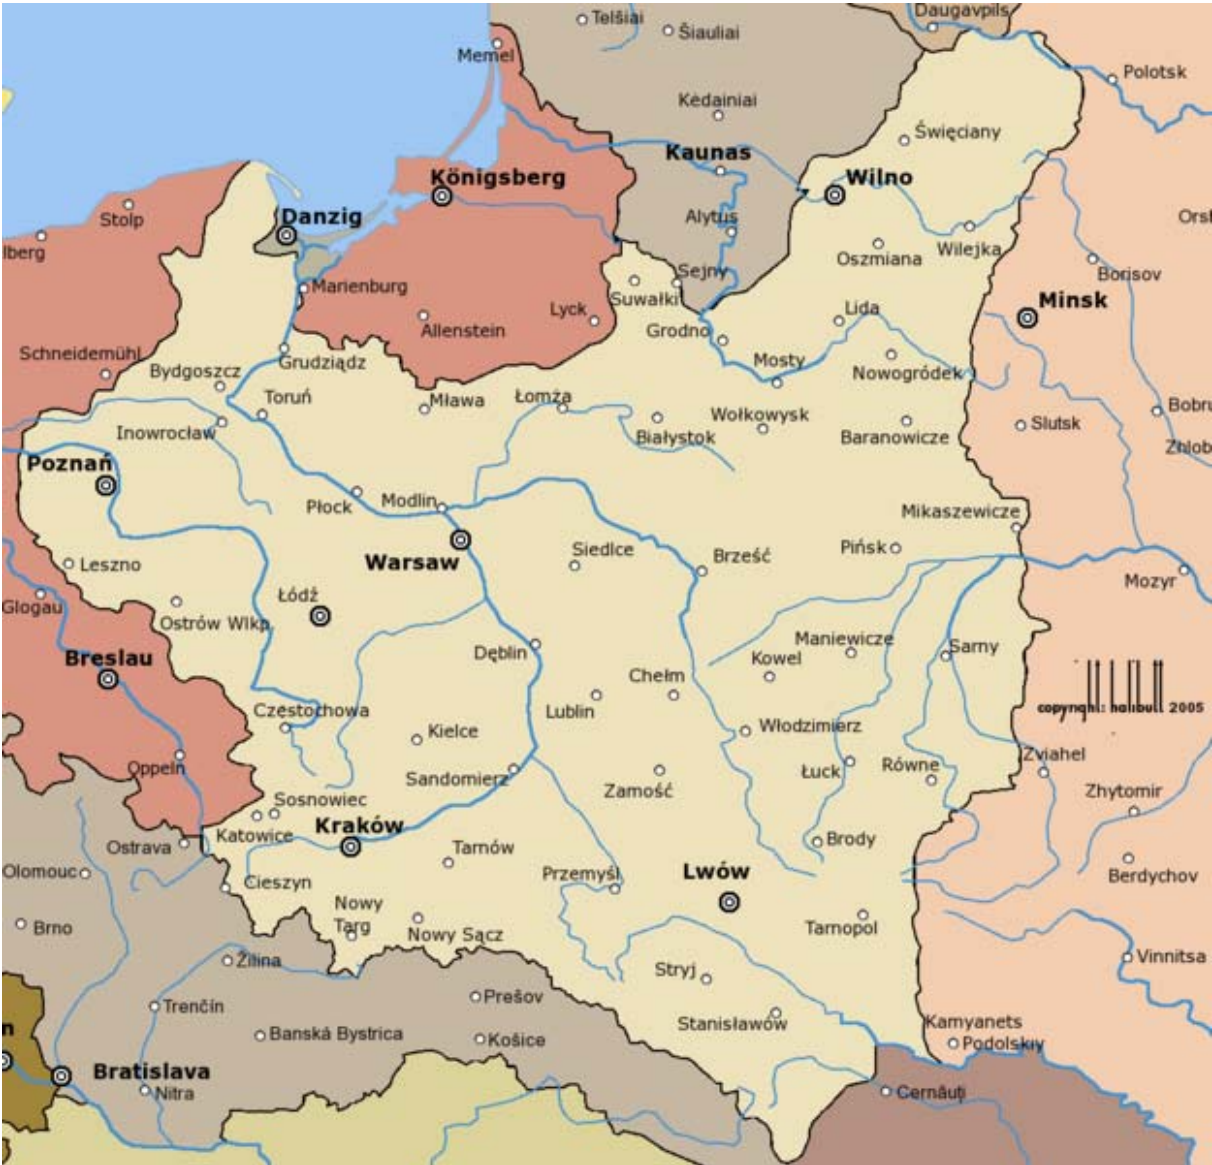 Telšiai
Šiauliai
Daugavpils
Memel
Polotsk
Kėdainiai
Święciany
Kaunas
Königsberg
Wilno
Stolp
Danzig
Alytus
Orsh
lberg
Oszmiana
Wilejka
Sejny
Borisov
Marienburg
Suwałki
Lyck
Lida
Minsk
Allenstein
Grodno
Schneidemühl
Grudziądz
Mosty
Bydgoszcz
Nowogródek
Toruń
Mława
Łomża
Wołkowysk
Bobru
Inowrocław
Białystok
Baranowicze
Slutsk
Zhlob
Poznań
Płock
Modlin
Mikaszewicze
Warsaw
Siedlce
Brześć
Pińsk
Leszno
Mozyr
Glogau
Łódź
Ostrów Wlkp
Maniewicze
Breslau
Dęblin
Kowel
Sarny
Chełm
Częstochowa
Lublin
copyright: halibutt 2005
Kielce
Włodzimierz
Zviahel
Oppeln
Sandomierz
Łuck
Równe
Zamość
Zhytomir
Sosnowiec
Katowice
Kraków
Brody
Ostrava
Tarnów
Olomouc
Cieszyn
Przemyśl
Lwów
Berdychov
Nowy
Targ
Brno
Nowy Sącz
Tarnopol
Žilina
Vinnitsa
Stryj
Trenčín
Prešov
Stanisławów
Kamyanets
Podolskiy
n
Banská Bystrica
Košice
Bratislava
Nitra
Cernăuți